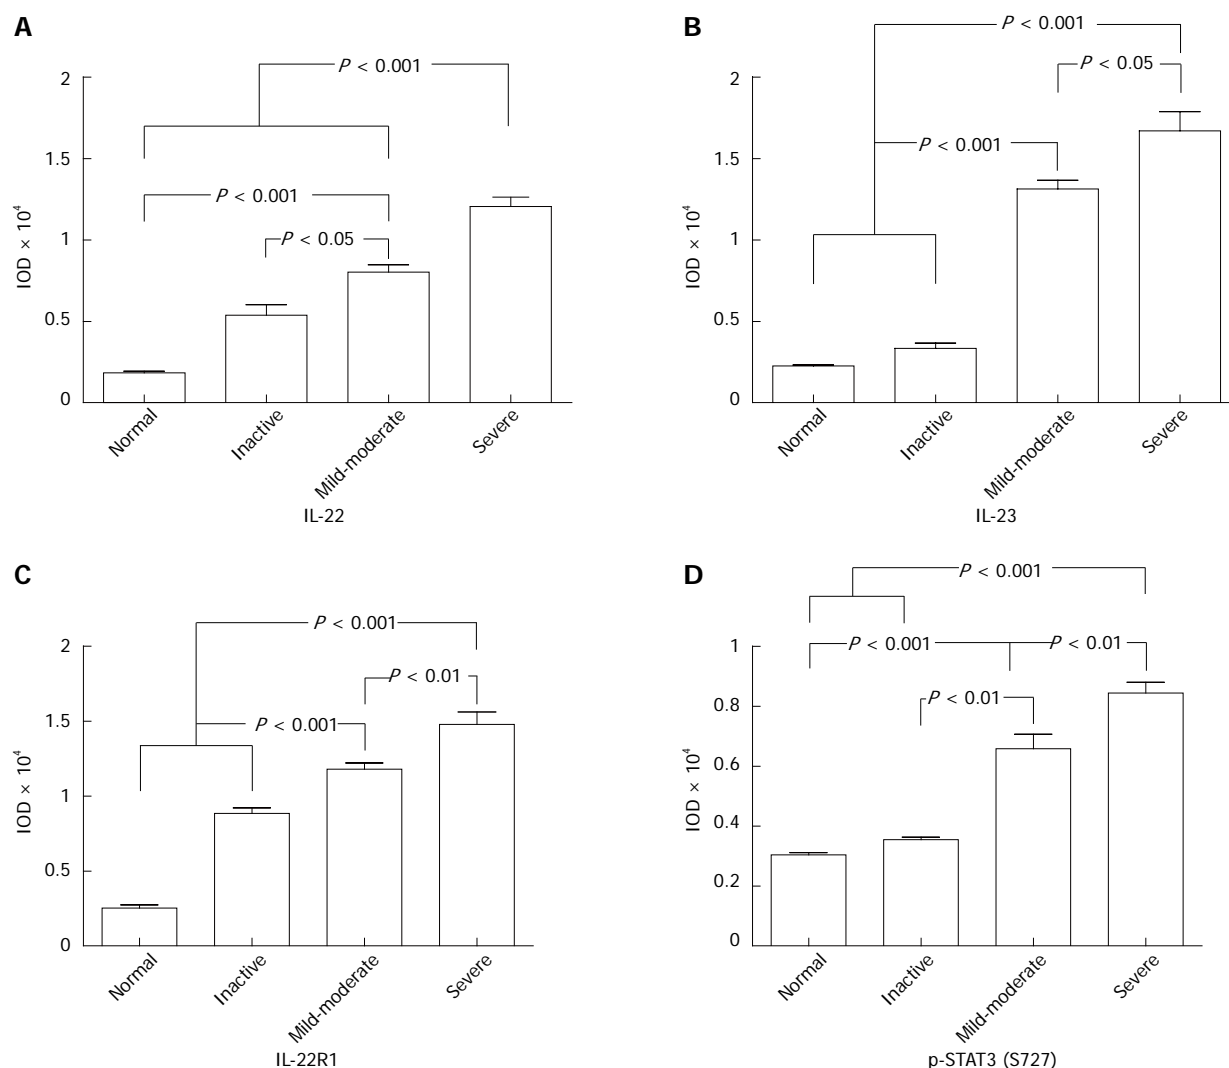 A
P < 0.001
P < 0.001
P < 0.05
IOD × 10⁴
2
1.5
1
0.5
0
Normal
Inactive
Mild-moderate
Severe
IL-22
B
P < 0.001
P < 0.05
P < 0.001
IOD × 10⁴
2
1.5
1
0.5
0
Normal
Inactive
Mild-moderate
Severe
IL-23
C
P < 0.001
P < 0.01
P < 0.001
IOD × 10⁴
2
1.5
1
0.5
0
Normal
Inactive
Mild-moderate
Severe
IL-22R1
D
P < 0.001
P < 0.001
P < 0.01
P < 0.01
IOD × 10⁴
1
0.8
0.6
0.4
0.2
0
Normal
Inactive
Mild-moderate
Severe
p-STAT3 (S727)